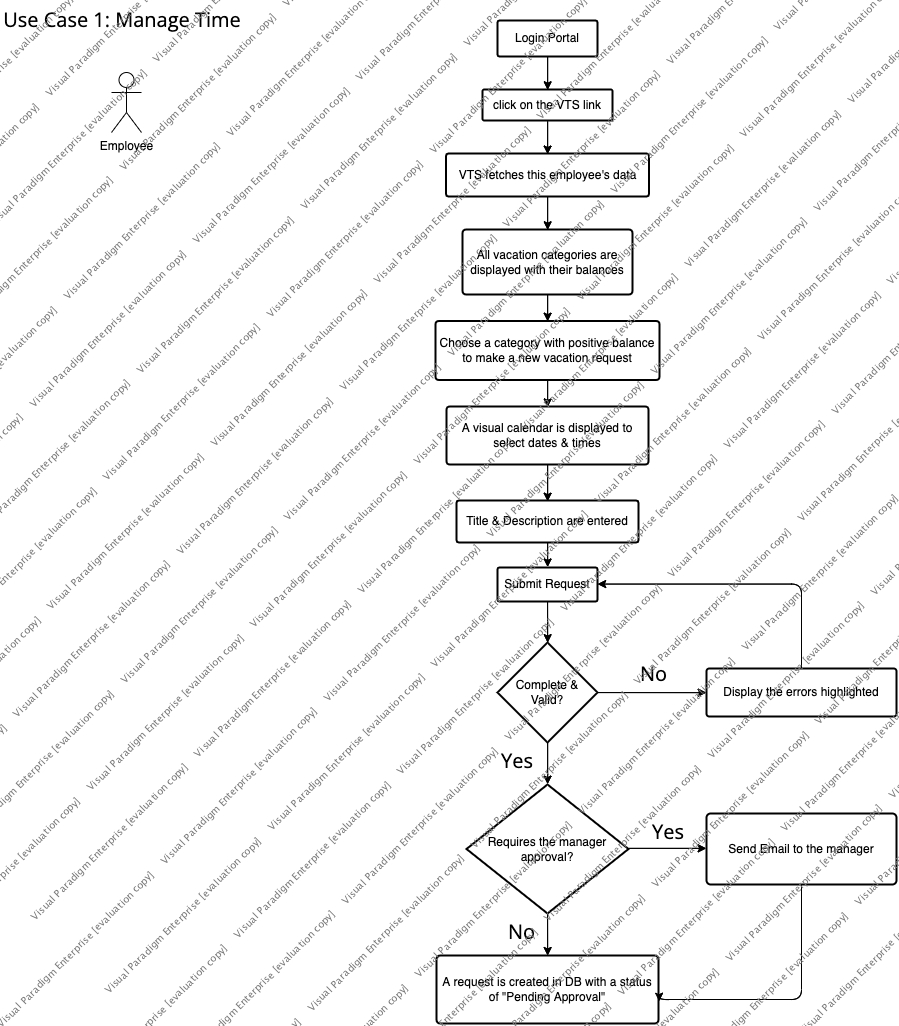 Use Case 1: Manage Time
Employee
Login Portal
click on the VTS link
VTS fetches this employee's data
All vacation categories are
displayed with their balances
Choose a category with positive balance
to make a new vacation request
A visual calendar is displayed to
select dates & times
Title & Description are entered
Submit Request
Complete &
Valid?
No
Display the errors highlighted
Yes
Requires the manager
approval?
Yes
Send Email to the manager
No
A request is created in DB with a status
of "Pending Approval"
Visual Paradigm Enterprise [evaluation copy]